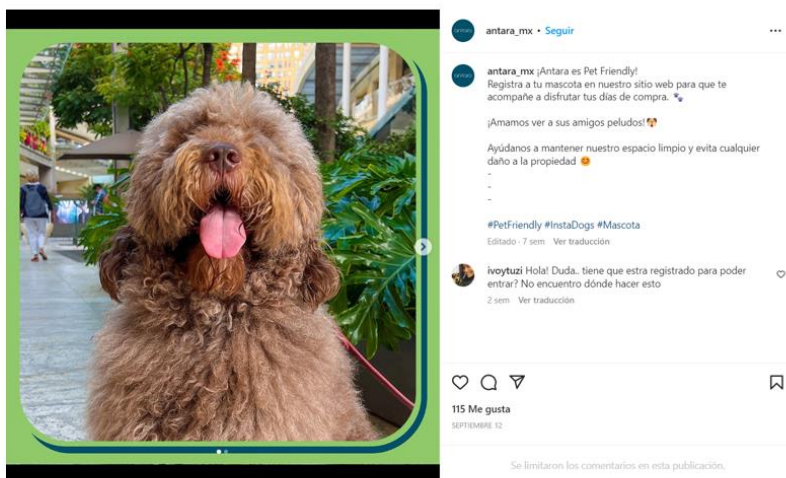 antara_mx • Seguir
antara_mx ¡Antara es Pet Friendly!
Registra a tu mascota en nuestro sitio web para que te
acompañe a disfrutar tus días de compra. 🐾
¡Amamos ver a sus amigos peludos!🐶
Ayúdanos a mantener nuestro espacio limpio y evita cualquier
daño a la propiedad 😊
-
-
-
#PetFriendly #InstaDogs #Mascota
Editado · 7 sem Ver traducción
ivoytuzi Hola! Duda.. tiene que estra registrado para poder
entrar? No encuentro dónde hacer esto
2 sem Ver traducción
115 Me gusta
SEPTIEMBRE 12
Se limitaron los comentarios en esta publicación.